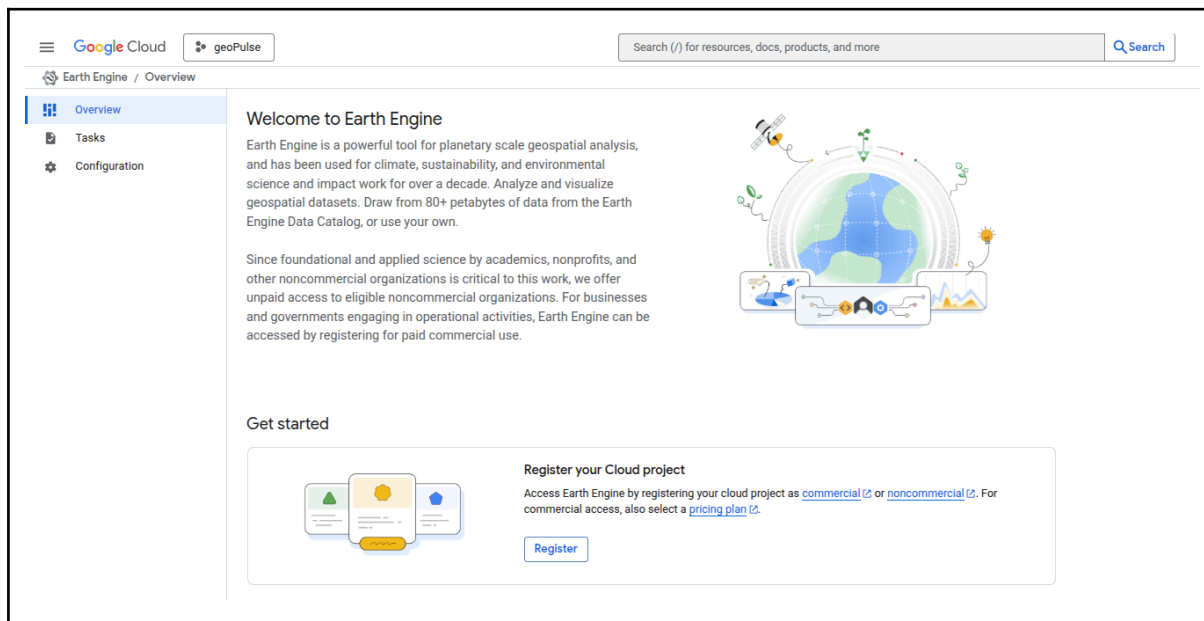 Google Cloud
geoPulse
Search (/) for resources, docs, products, and more
Search
Earth Engine / Overview
Overview
Tasks
Configuration
Welcome to Earth Engine
Earth Engine is a powerful tool for planetary scale geospatial analysis,
and has been used for climate, sustainability, and environmental
science and impact work for over a decade. Analyze and visualize
geospatial datasets. Draw from 80+ petabytes of data from the Earth
Engine Data Catalog, or use your own.
Since foundational and applied science by academics, nonprofits, and
other noncommercial organizations is critical to this work, we offer
unpaid access to eligible noncommercial organizations. For businesses
and governments engaging in operational activities, Earth Engine can be
accessed by registering for paid commercial use.
Get started
Register your Cloud project
Access Earth Engine by registering your cloud project as commercial or noncommercial. For
commercial access, also select a pricing plan.
Register